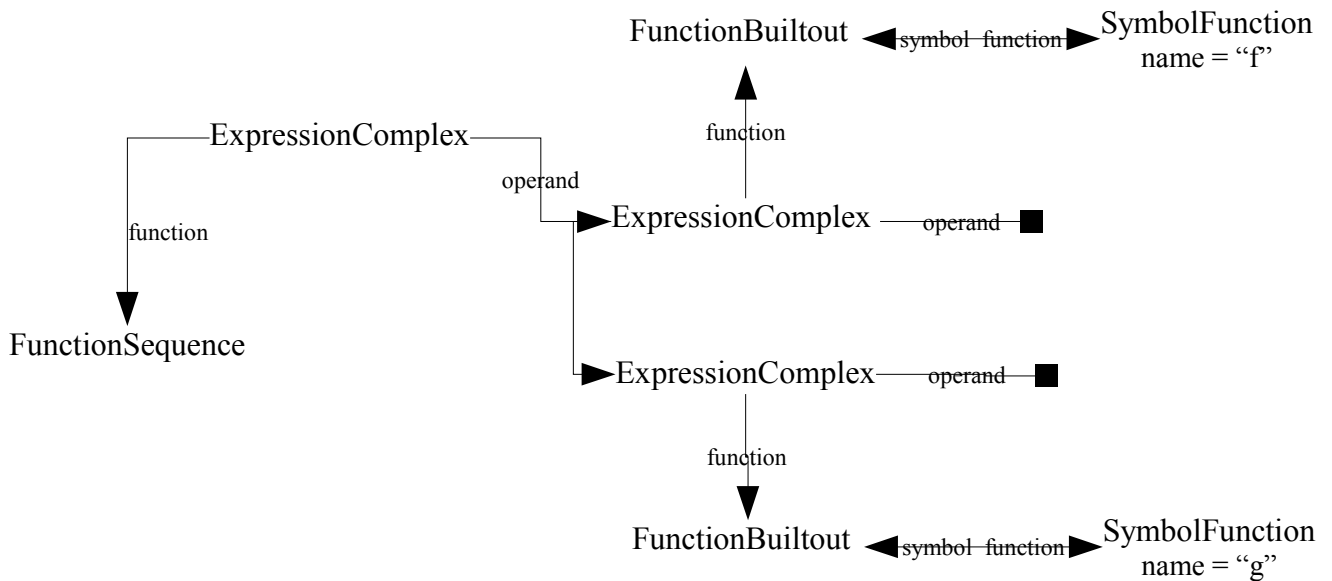 FunctionBuiltout
symbol function
SymbolFunction
name = “f”
function
ExpressionComplex
operand
ExpressionComplex
operand
function
FunctionSequence
ExpressionComplex
operand
function
FunctionBuiltout
symbol function
SymbolFunction
name = “g”